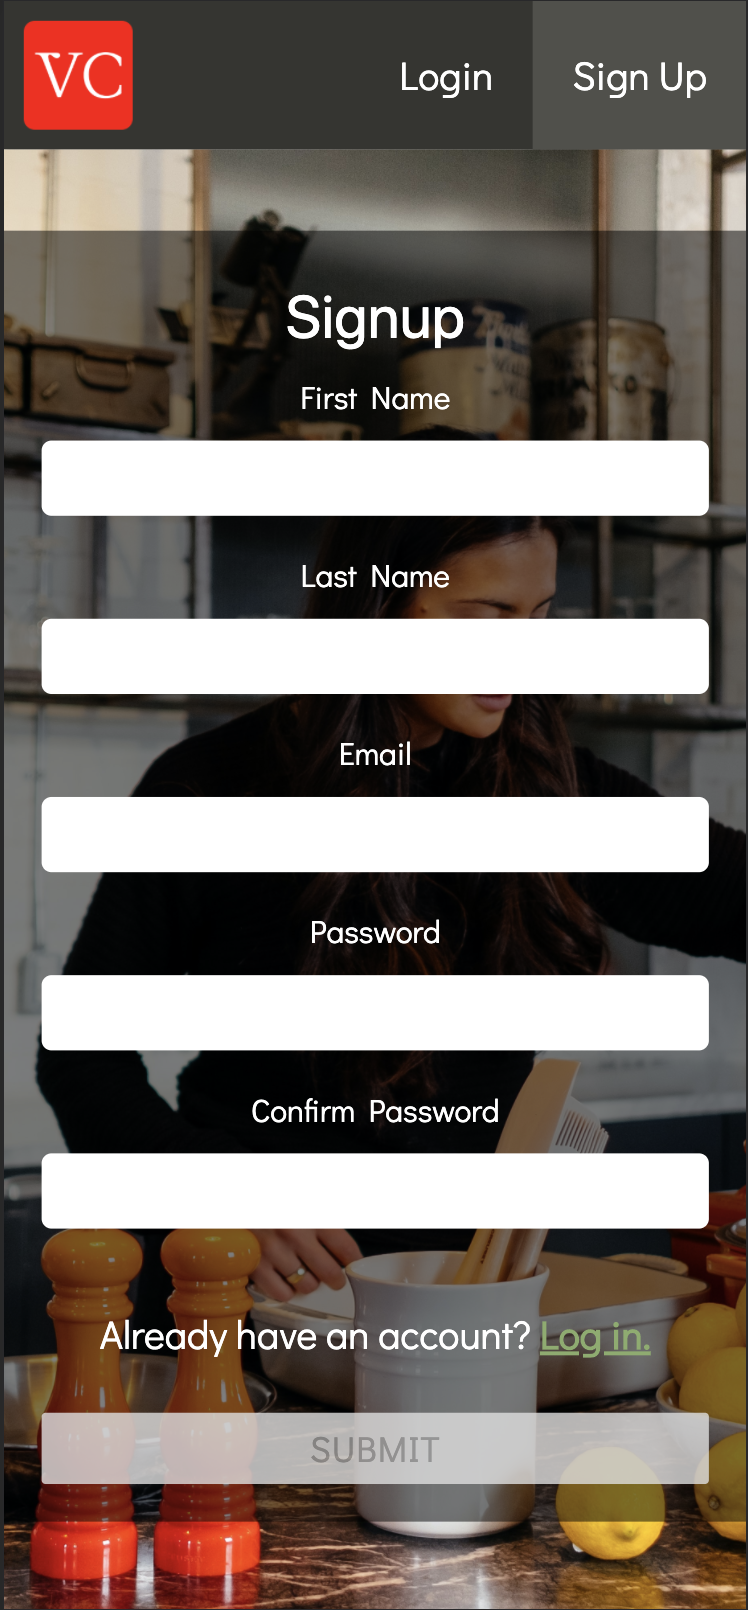 VC
Login
Sign Up
Signup
First Name
Last Name
Email
Password
Confirm Password
Already have an account? Log in.
SUBMIT